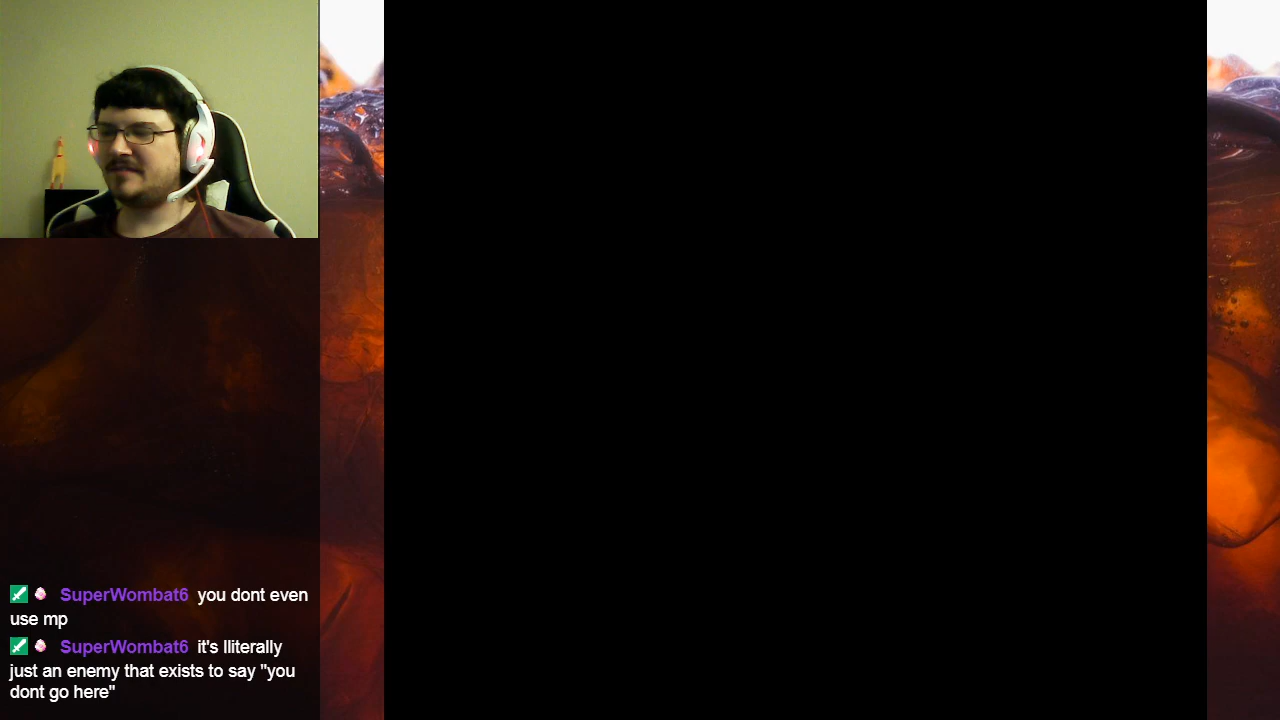 SuperWombat6 you dont even
use mp
SuperWombat6 it's lliterally
just an enemy that exists to say "you
dont go here"